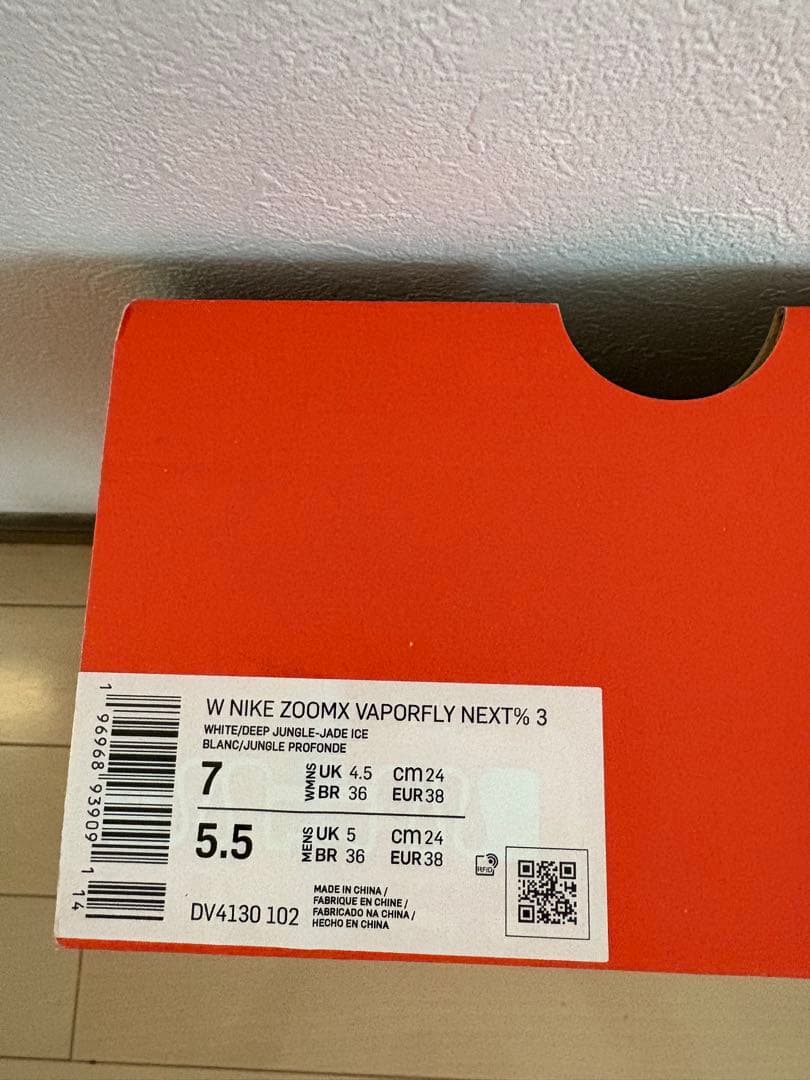 W NIKE ZOOMX VAPORFLY NEXT% 3
WHITE/DEEP JUNGLE-JADE ICE
BLANC/JUNGLE PROFONDE
7 WMNS UK 4.5 CM 24
BR 36 EUR 38
5.5 MENS UK 5 CM 24
BR 36 EUR 38
RFID
DV4130 102
MADE IN CHINA /
FABRIQUE EN CHINE /
FABRICADO NA CHINA /
HECHO EN CHINA
1 96968 93909 1 14